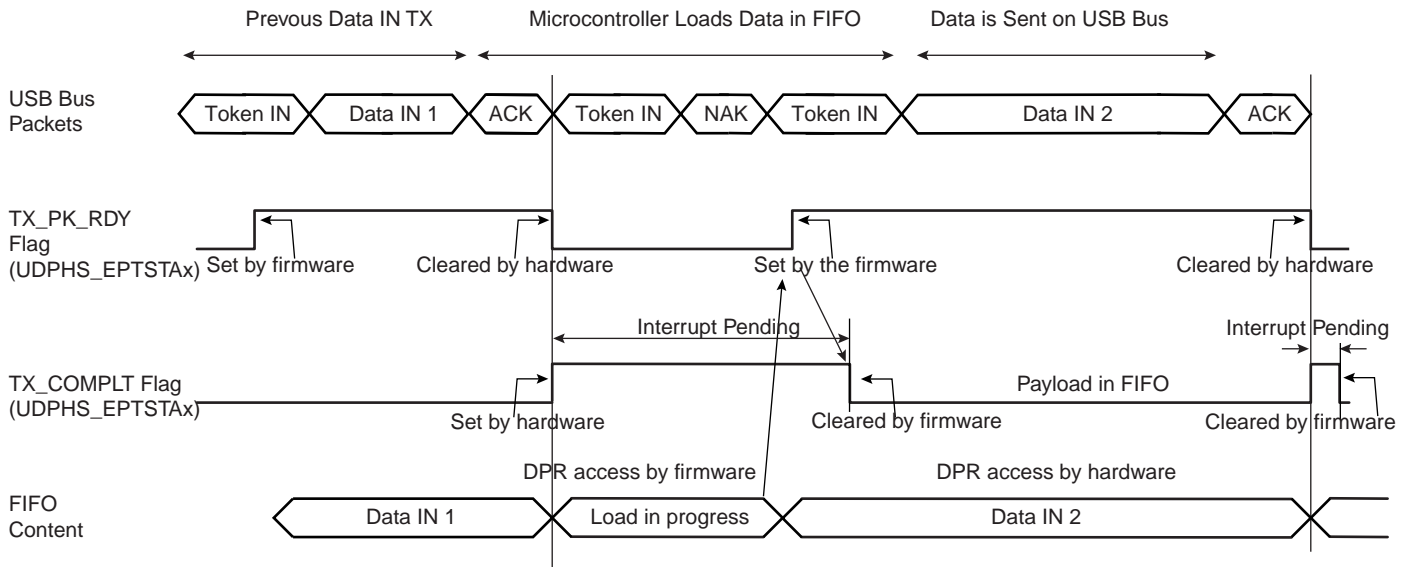 Prevous Data IN TX
Microcontroller Loads Data in FIFO
Data is Sent on USB Bus
USB Bus
Packets
Token IN
Data IN 1
ACK
Token IN
NAK
Token IN
Data IN 2
ACK
TX_PK_RDY
Flag
(UDPHS_EPTSTAx)
Set by firmware
Cleared by hardware
Set by the firmware
Cleared by hardware
Interrupt Pending
Interrupt Pending
TX_COMPLT Flag
(UDPHS_EPTSTAx)
Payload in FIFO
Set by hardware
Cleared by firmware
Cleared by firmware
DPR access by firmware
DPR access by hardware
FIFO
Content
Data IN 1
Load in progress
Data IN 2